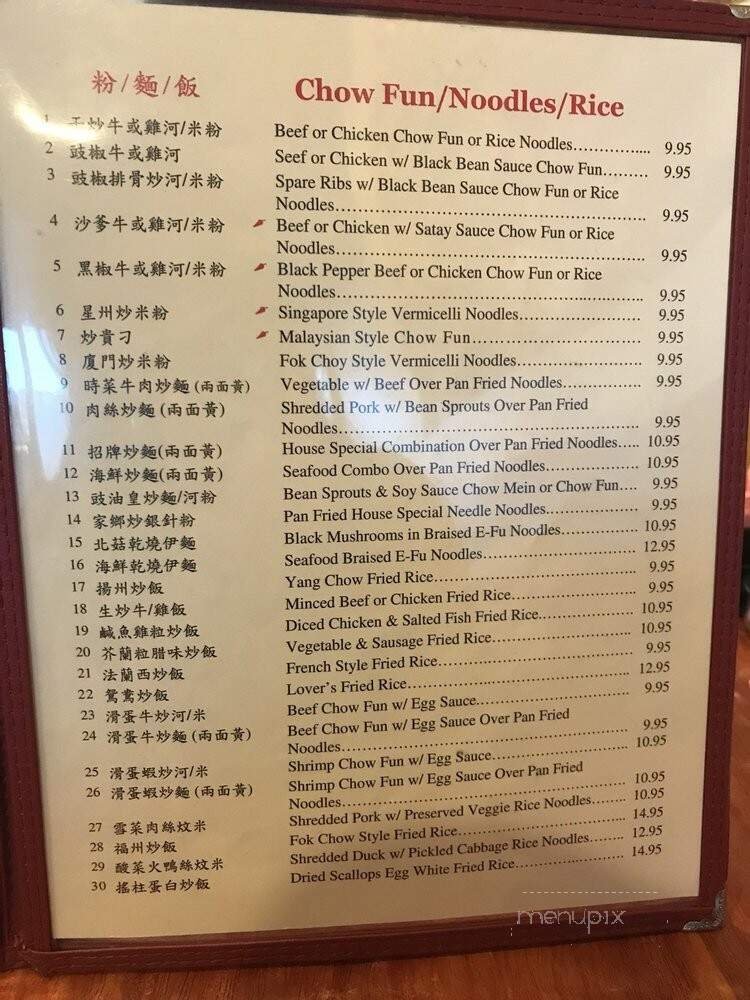 粉/麵/飯
Chow Fun/Noodles/Rice
1 干炒牛或雞河/米粉 Beef or Chicken Chow Fun or Rice Noodles................ 9.95
2 豉椒牛或雞河 Seef or Chicken w/ Black Bean Sauce Chow Fun......... 9.95
3 豉椒排骨炒河/米粉 Spare Ribs w/ Black Bean Sauce Chow Fun or Rice
Noodles........................................................ 9.95
4 沙爹牛或雞河/米粉 Beef or Chicken w/ Satay Sauce Chow Fun or Rice
Noodles........................................................ 9.95
5 黑椒牛或雞河/米粉 Black Pepper Beef or Chicken Chow Fun or Rice
Noodles........................................................ 9.95
6 星州炒米粉 Singapore Style Vermicelli Noodles...................... 9.95
7 炒貴刁 Malaysian Style Chow Fun.............................. 9.95
8 廈門炒米粉 Fok Choy Style Vermicelli Noodles...................... 9.95
9 時菜牛肉炒麵 (兩面黃) Vegetable w/ Beef Over Pan Fried Noodles.............. 9.95
10 肉絲炒麵 (兩面黃) Shredded Pork w/ Bean Sprouts Over Pan Fried
Noodles........................................................ 9.95
11 招牌炒麵(兩面黃) House Special Combination Over Pan Fried Noodles..... 10.95
12 海鮮炒麵(兩面黃) Seafood Combo Over Pan Fried Noodles.................. 10.95
13 豉油皇炒麵/河粉 Bean Sprouts & Soy Sauce Chow Mein or Chow Fun.... 9.95
14 家鄉炒銀針粉 Pan Fried House Special Needle Noodles................. 9.95
15 北菇乾燒伊麵 Black Mushrooms in Braised E-Fu Noodles.............. 10.95
16 海鮮乾燒伊麵 Seafood Braised E-Fu Noodles............................ 12.95
17 揚州炒飯 Yang Chow Fried Rice.................................... 9.95
18 生炒牛/雞飯 Minced Beef or Chicken Fried Rice...................... 9.95
19 鹹魚雞粒炒飯 Diced Chicken & Salted Fish Fried Rice.................. 10.95
20 芥蘭粒腊味炒飯 Vegetable & Sausage Fried Rice.......................... 10.95
21 法蘭西炒飯 French Style Fried Rice.................................. 9.95
22 鴛鴦炒飯 Lover's Fried Rice........................................ 12.95
23 滑蛋牛炒河/米 Beef Chow Fun w/ Egg Sauce............................ 9.95
24 滑蛋牛炒麵 (兩面黃) Beef Chow Fun w/ Egg Sauce Over Pan Fried
Noodles........................................................ 9.95
25 滑蛋蝦炒河/米 Shrimp Chow Fun w/ Egg Sauce.......................... 10.95
26 滑蛋蝦炒麵 (兩面黃) Shrimp Chow Fun w/ Egg Sauce Over Pan Fried
Noodles........................................................ 10.95
27 雪菜肉絲炆米 Shredded Pork w/ Preserved Veggie Rice Noodles....... 10.95
28 福州炒飯 Fok Chow Style Fried Rice............................... 14.95
29 酸菜火鴨絲炆米 Shredded Duck w/ Pickled Cabbage Rice Noodles....... 12.95
30 搖柱蛋白炒飯 Dried Scallops Egg White Fried Rice.................... 14.95
menupix